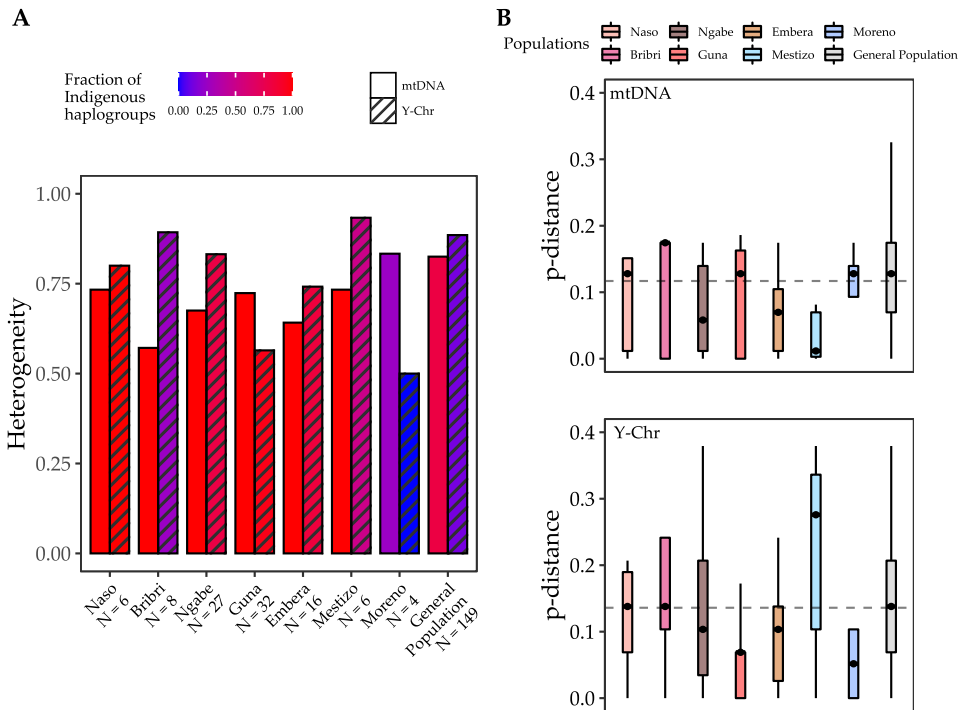 A
Fraction of
Indigenous
haplogroups
0.00 0.25 0.50 0.75 1.00
mtDNA
Y-Chr
Heterogeneity
1.00
0.75
0.50
0.25
0.00
Naso
N = 6
Bribri
N = 8
Ngabe
N = 27
Guna
N = 32
Embera
N = 16
Mestizo
N = 6
Moreno
N = 4
General
Population
N = 149
B
Populations
Naso Ngabe Embera Moreno
Bribri Guna Mestizo General Population
mtDNA
p-distance
0.4
0.3
0.2
0.1
0.0
Y-Chr
p-distance
0.4
0.3
0.2
0.1
0.0